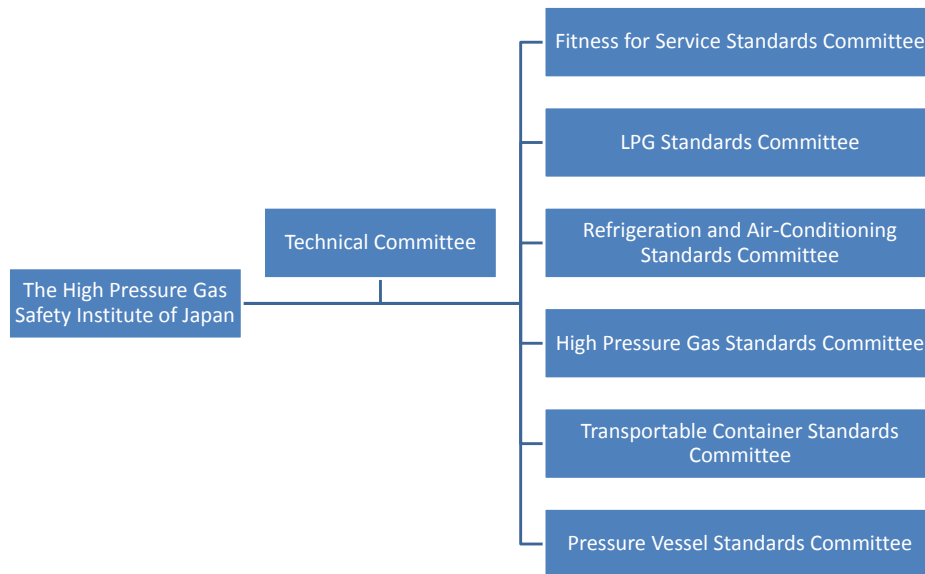 The High Pressure Gas
Safety Institute of Japan
Technical Committee
Fitness for Service Standards Committee
LPG Standards Committee
Refrigeration and Air-Conditioning
Standards Committee
High Pressure Gas Standards Committee
Transportable Container Standards
Committee
Pressure Vessel Standards Committee